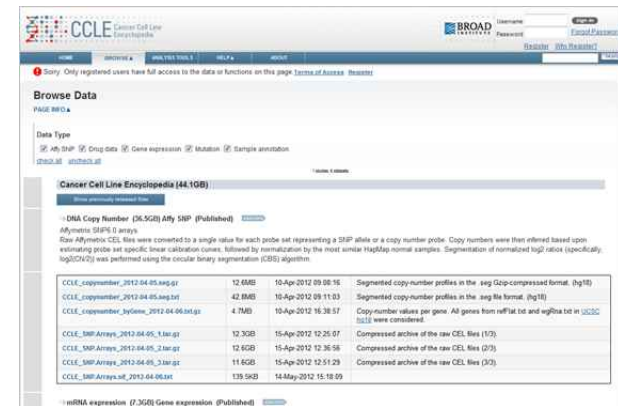 CCLE Cancer Cell Line Encyclopedia
BROAD INSTITUTE
Username
Password
Sign in
Forgot Password
Register Why Register?
HOME BROWSE ANALYSIS TOOLS HELP ABOUT
Sorry. Only registered users have full access to the data or functions on this page. Terms of Access Register
Browse Data
PAGE INFO
Data Type
Affy SNP Drug data Gene expression Mutation Sample annotation
check all uncheck all
Cancer Cell Line Encyclopedia (44.1GB)
Show previously released files
DNA Copy Number (36.5GB) Affy SNP (Published)
Affymetrix SNP6.0 arrays
Raw Affymetrix CEL files were converted to a single value for each probe set representing a SNP allele or a copy number probe. Copy numbers were then inferred based upon
estimating probe set specific linear calibration curves, followed by normalization by the most similar HapMap normal samples. Segmentation of normalized log2 ratios (specifically,
log2(CN/2)) was performed using the circular binary segmentation (CBS) algorithm.
CCLE_copynumber_2012-04-05.seg.gz 12.6MB 10-Apr-2012 09:08:16 Segmented copy-number profiles in the .seg Gzip-compressed format. (hg18)
CCLE_copynumber_2012-04-05.seg.txt 42.8MB 10-Apr-2012 09:11:03 Segmented copy-number profiles in the .seg file format. (hg18)
CCLE_copynumber_byGene_2012-04-06.txt.gz 4.7MB 10-Apr-2012 16:38:57 Copy-number values per gene. All genes from refFlat.txt and wgRna.txt in UCSC
hg18 were considered.
CCLE_SNP.Arrays_2012-04-05_1.tar.gz 12.3GB 15-Apr-2012 12:25:07 Compressed archive of the raw CEL files (1/3).
CCLE_SNP.Arrays_2012-04-05_2.tar.gz 12.6GB 15-Apr-2012 12:36:56 Compressed archive of the raw CEL files (2/3).
CCLE_SNP.Arrays_2012-04-05_3.tar.gz 11.6GB 15-Apr-2012 12:51:29 Compressed archive of the raw CEL files (3/3).
CCLE_SNP.Arrays.sif_2012-04-06.txt 139.5KB 14-May-2012 15:18:09
mRNA expression (7.3GB) Gene expression (Published)